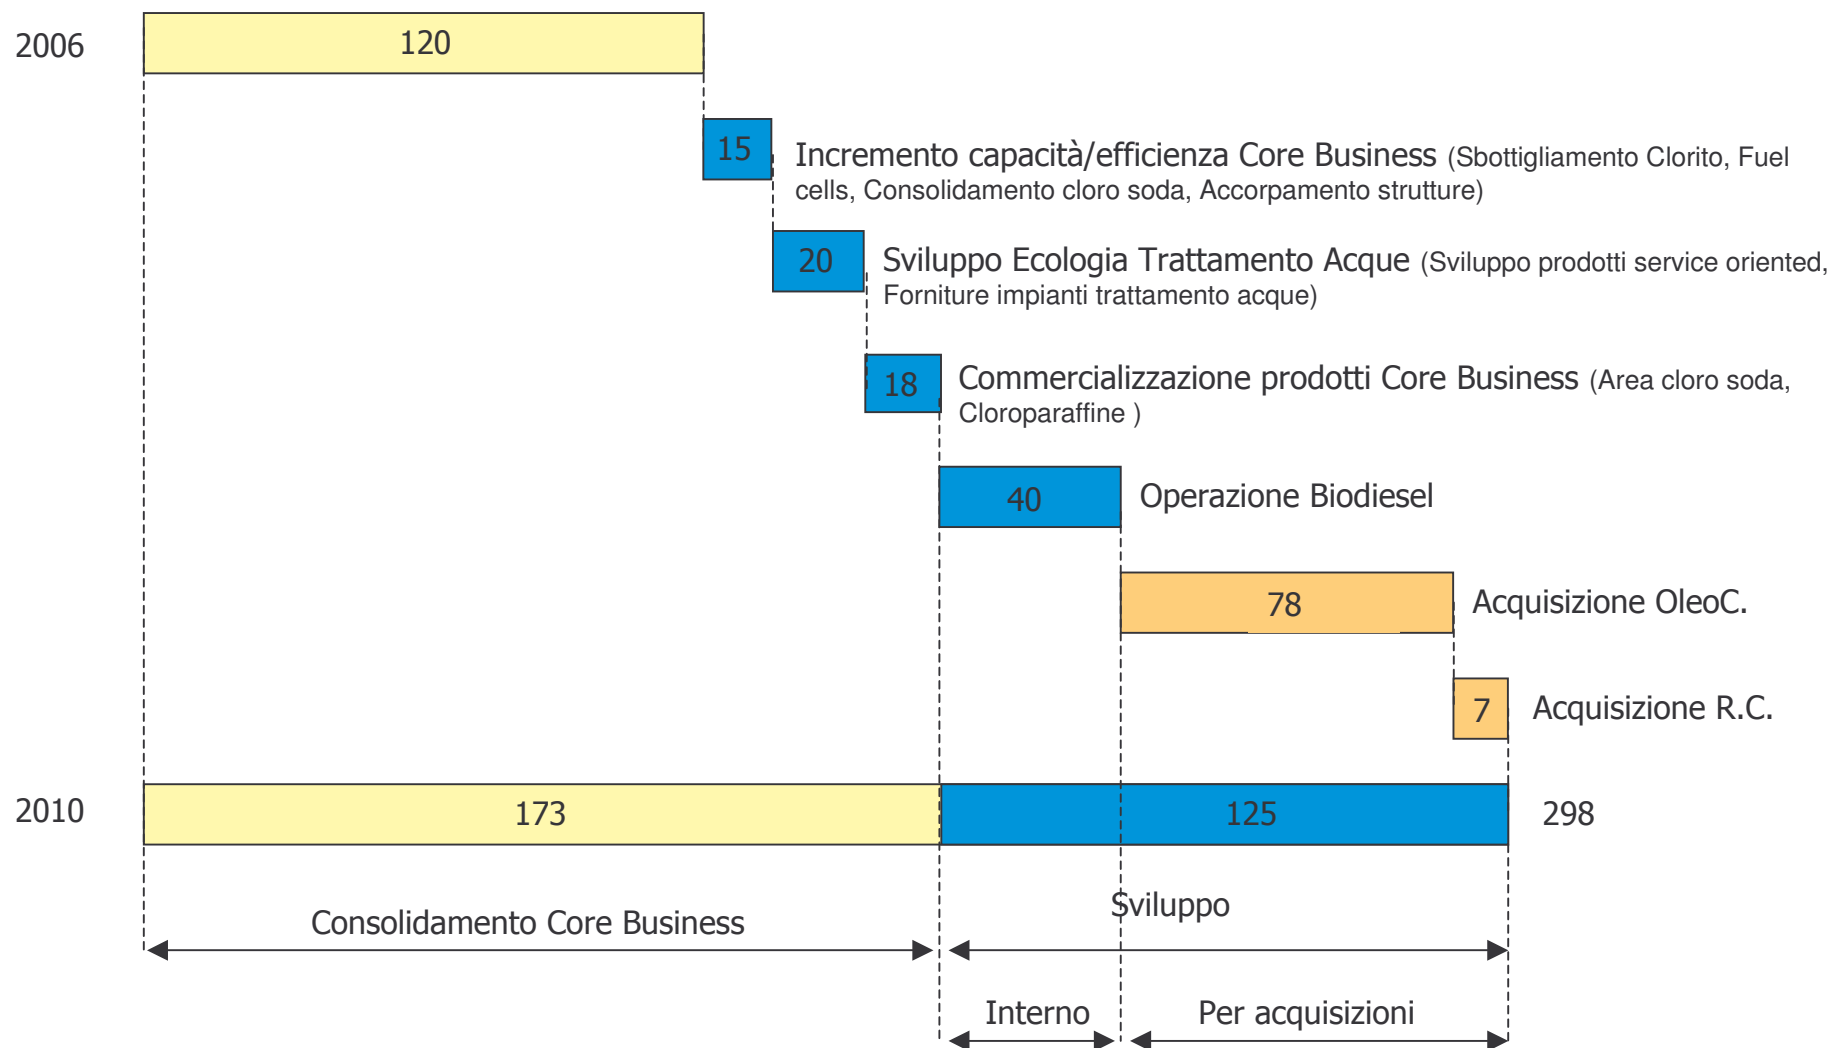 2006
120
15
Incremento capacità/efficienza Core Business (Sbottigliamento Clorito, Fuel
cells, Consolidamento cloro soda, Accorpamento strutture)
20
Sviluppo Ecologia Trattamento Acque (Sviluppo prodotti service oriented,
Forniture impianti trattamento acque)
18
Commercializzazione prodotti Core Business (Area cloro soda,
Cloroparaffine )
40
Operazione Biodiesel
78
Acquisizione OleoC.
7
Acquisizione R.C.
2010
173
125
298
Consolidamento Core Business
Sviluppo
Interno
Per acquisizioni